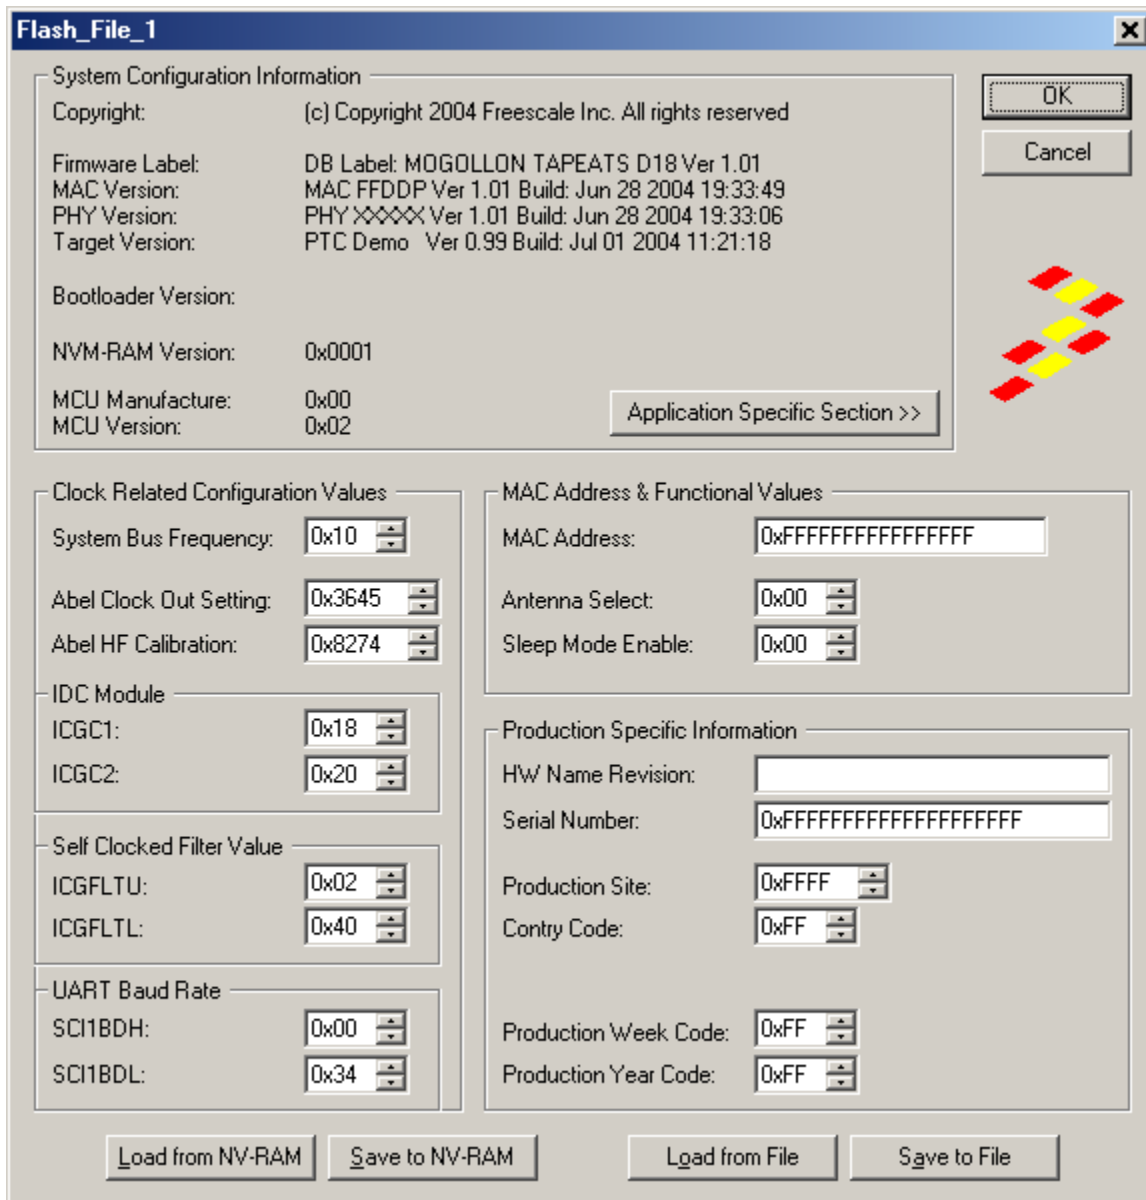 Flash_File_1
System Configuration Information
Copyright: (c) Copyright 2004 Freescale Inc. All rights reserved
Firmware Label: DB Label: MOGOLLON TAPEATS D18 Ver 1.01
MAC Version: MAC FFDDP Ver 1.01 Build: Jun 28 2004 19:33:49
PHY Version: PHY XXXXX Ver 1.01 Build: Jun 28 2004 19:33:06
Target Version: PTC Demo Ver 0.99 Build: Jul 01 2004 11:21:18
Bootloader Version:
NVM-RAM Version: 0x0001
MCU Manufacture: 0x00
MCU Version: 0x02
Application Specific Section >>
OK
Cancel
Clock Related Configuration Values
System Bus Frequency: 0x10
Abel Clock Out Setting: 0x3645
Abel HF Calibration: 0x8274
IDC Module
ICGC1: 0x18
ICGC2: 0x20
Self Clocked Filter Value
ICGFLTU: 0x02
ICGFLTL: 0x40
UART Baud Rate
SCI1BDH: 0x00
SCI1BDL: 0x34
MAC Address & Functional Values
MAC Address: 0xFFFFFFFFFFFFFFFF
Antenna Select: 0x00
Sleep Mode Enable: 0x00
Production Specific Information
HW Name Revision:
Serial Number: 0xFFFFFFFFFFFFFFFFFFFF
Production Site: 0xFFFF
Contry Code: 0xFF
Production Week Code: 0xFF
Production Year Code: 0xFF
Load from NV-RAM
Save to NV-RAM
Load from File
Save to File